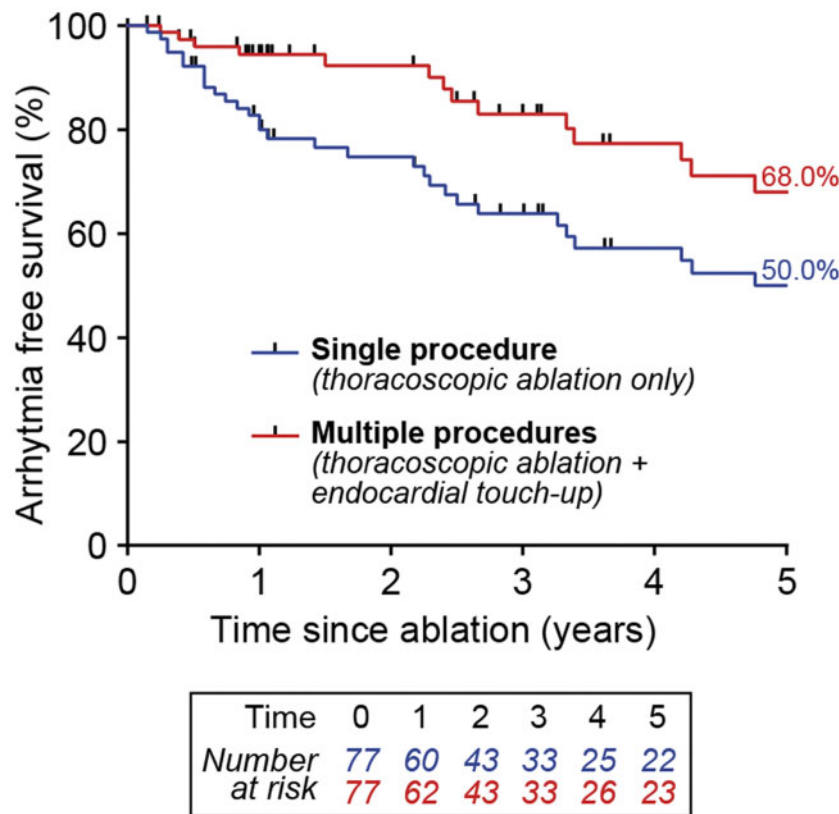 Arrhytmia free survival (%)
100
80
60
40
20
0
68.0%
50.0%
Single procedure
(thoracoscopic ablation only)
Multiple procedures
(thoracoscopic ablation +
endocardial touch-up)
0 1 2 3 4 5
Time since ablation (years)
Time 0 1 2 3 4 5
Number 77 60 43 33 25 22
at risk 77 62 43 33 26 23